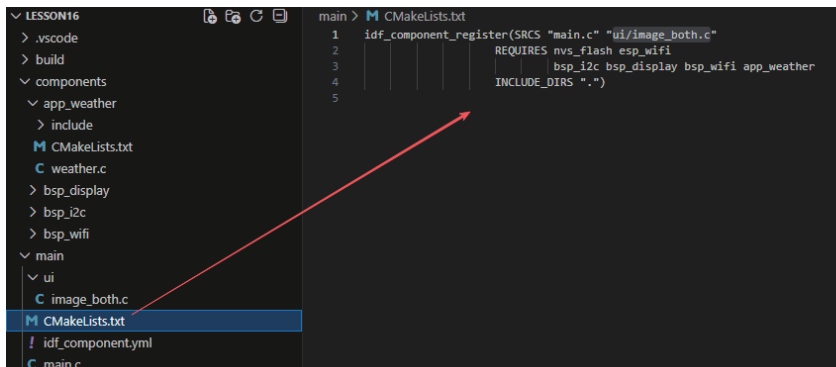 LESSON16
> .vscode
> build
components
app_weather
> include
M CMakeLists.txt
C weather.c
> bsp_display
> bsp_i2c
> bsp_wifi
main
ui
C image_both.c
M CMakeLists.txt
! idf_component.yml
C main.c
main > M CMakeLists.txt
1 idf_component_register(SRCS "main.c" "ui/image_both.c"
2 REQUIRES nvs_flash esp_wifi
3 bsp_i2c bsp_display bsp_wifi app_weather
4 INCLUDE_DIRS ".")
5